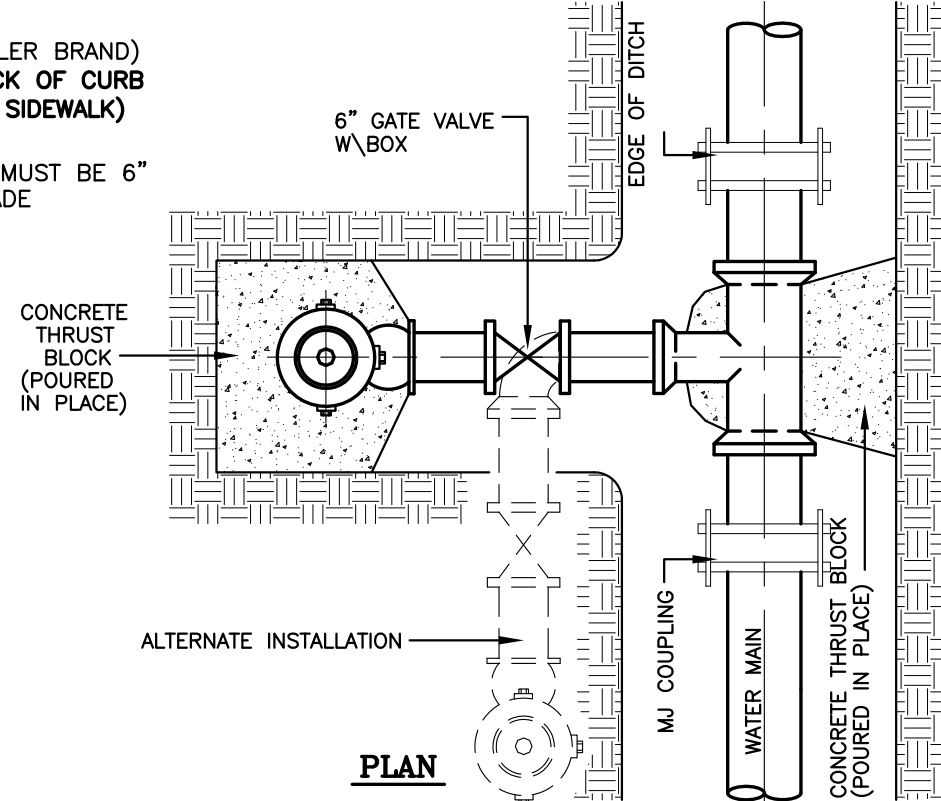 LER BRAND)
CK OF CURB
SIDEWALK)
MUST BE 6”
ADE
6” GATE VALVE
W\BOX
EDGE OF DITCH
CONCRETE
THRUST
BLOCK
(POURED
IN PLACE)
ALTERNATE INSTALLATION
MJ COUPLING
WATER MAIN
CONCRETE THRUST BLOCK
(POURED IN PLACE)
PLAN